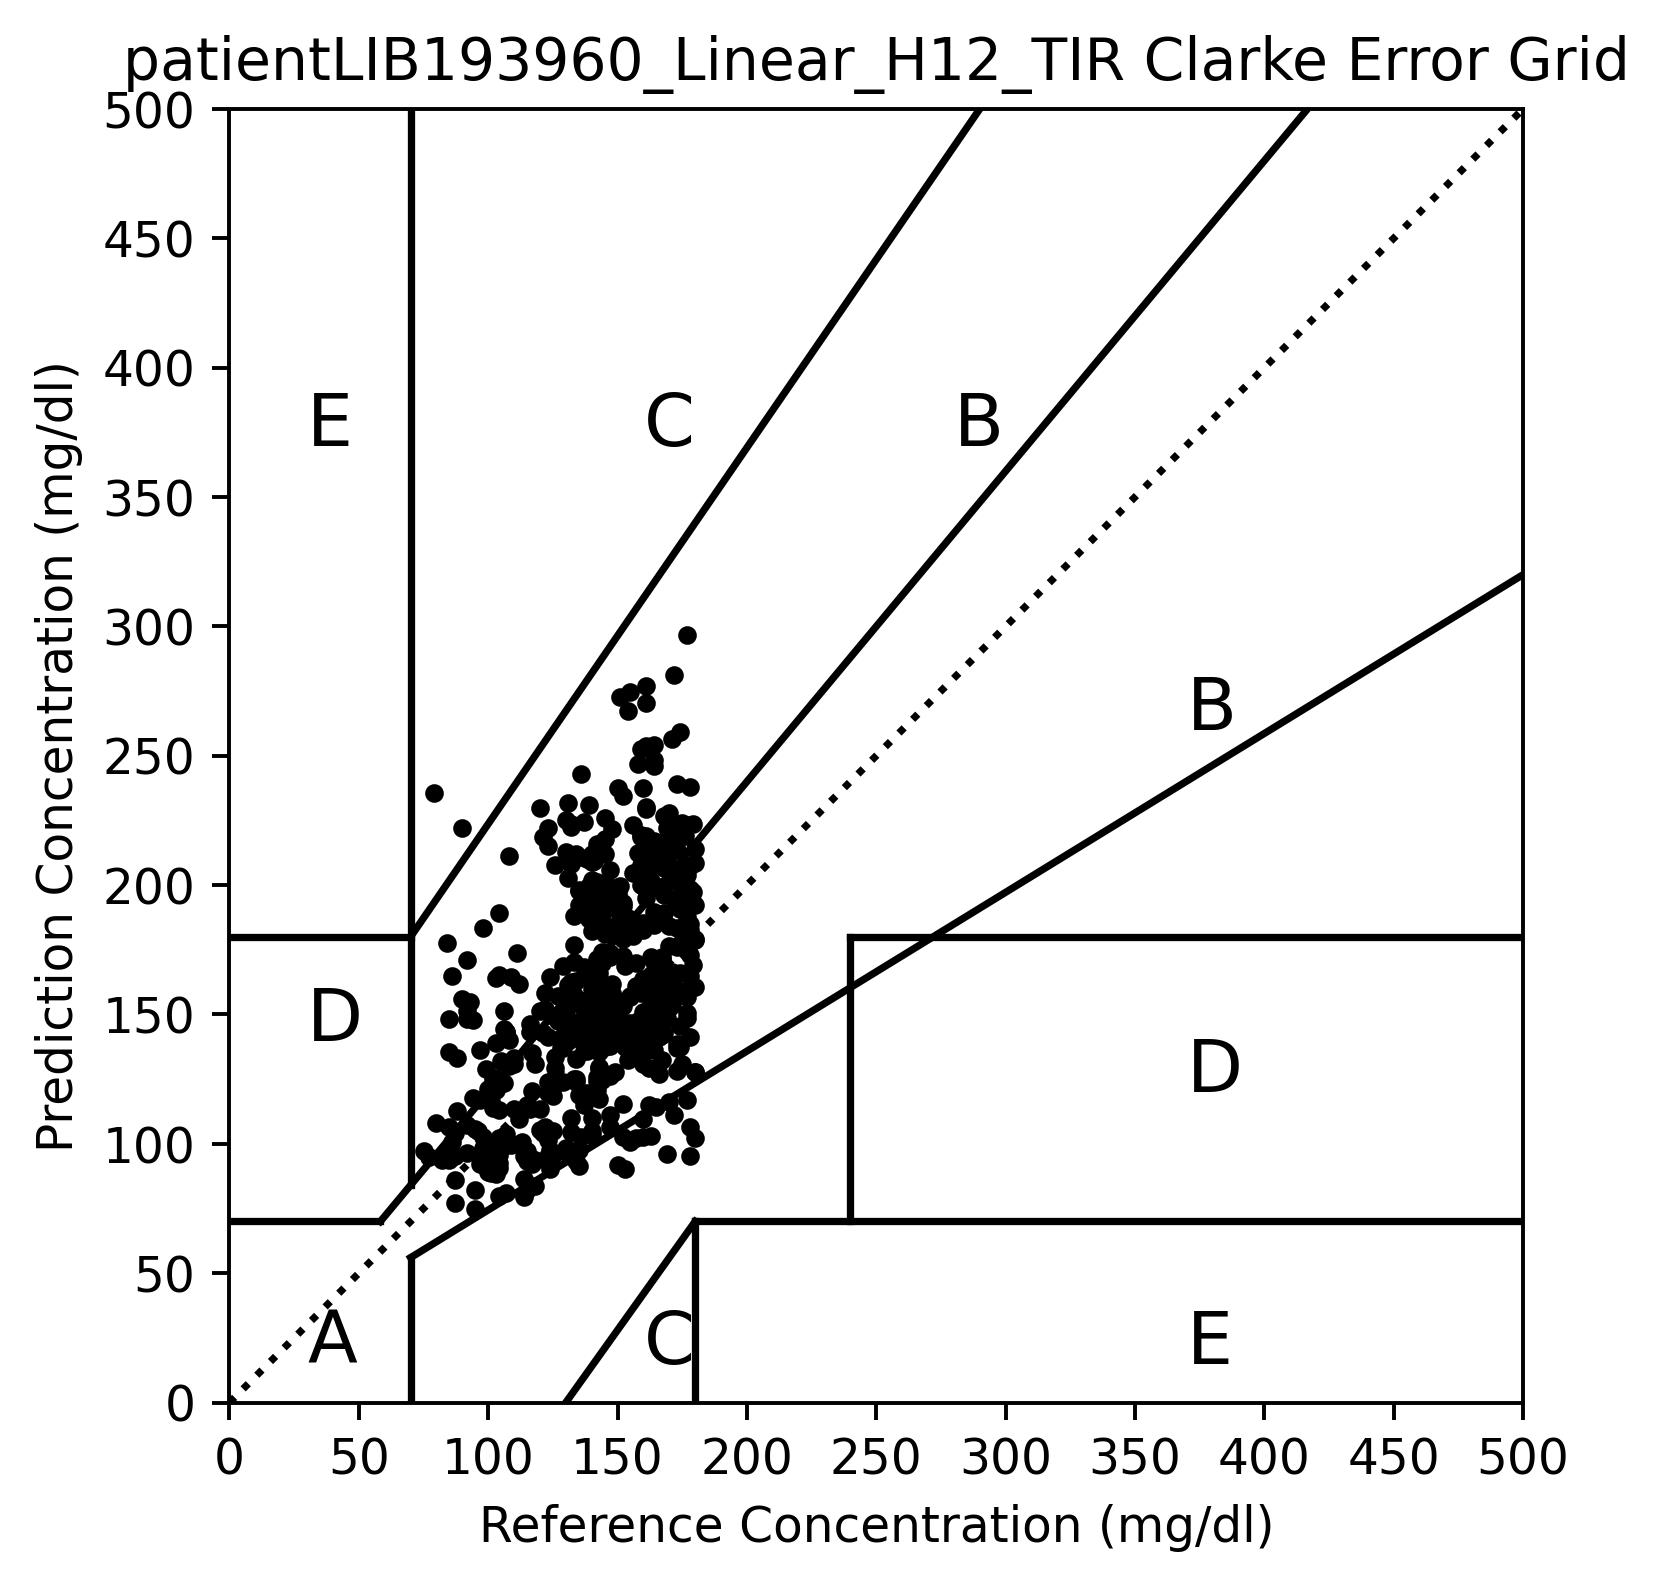 patientLIB193960_Linear_H12_TIR Clarke Error Grid
500
450
400
350
300
250
200
150
100
50
0
Prediction Concentration (mg/dl)
E
C
B
B
D
D
A
C
E
0 50 100 150 200 250 300 350 400 450 500
Reference Concentration (mg/dl)